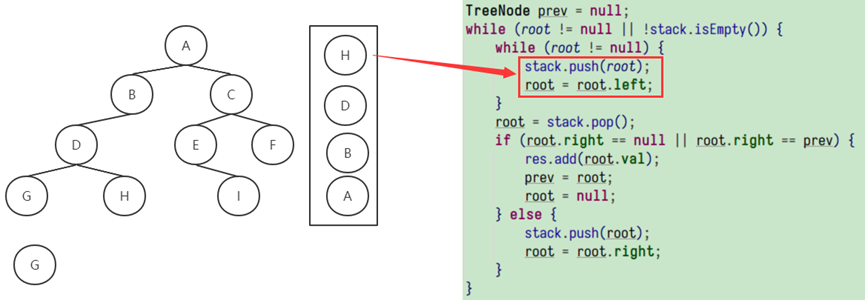 A
B
C
D
E
F
G
H
I
G
H
D
B
A
TreeNode prev = null;
while (root != null || !stack.isEmpty()) {
while (root != null) {
stack.push(root);
root = root.left;
}
root = stack.pop();
if (root.right == null || root.right == prev) {
res.add(root.val);
prev = root;
root = null;
} else {
stack.push(root);
root = root.right;
}
}